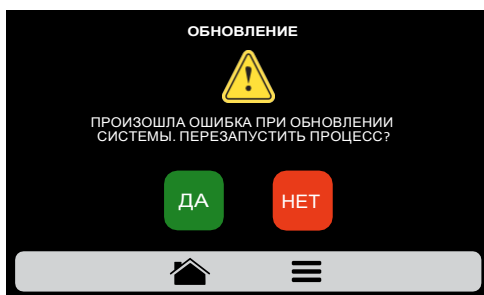 ОБНОВЛЕНИЕ
ПРОИЗОШЛА ОШИБКА ПРИ ОБНОВЛЕНИИ
СИСТЕМЫ. ПЕРЕЗАПУСТИТЬ ПРОЦЕСС?
ДА НЕТ